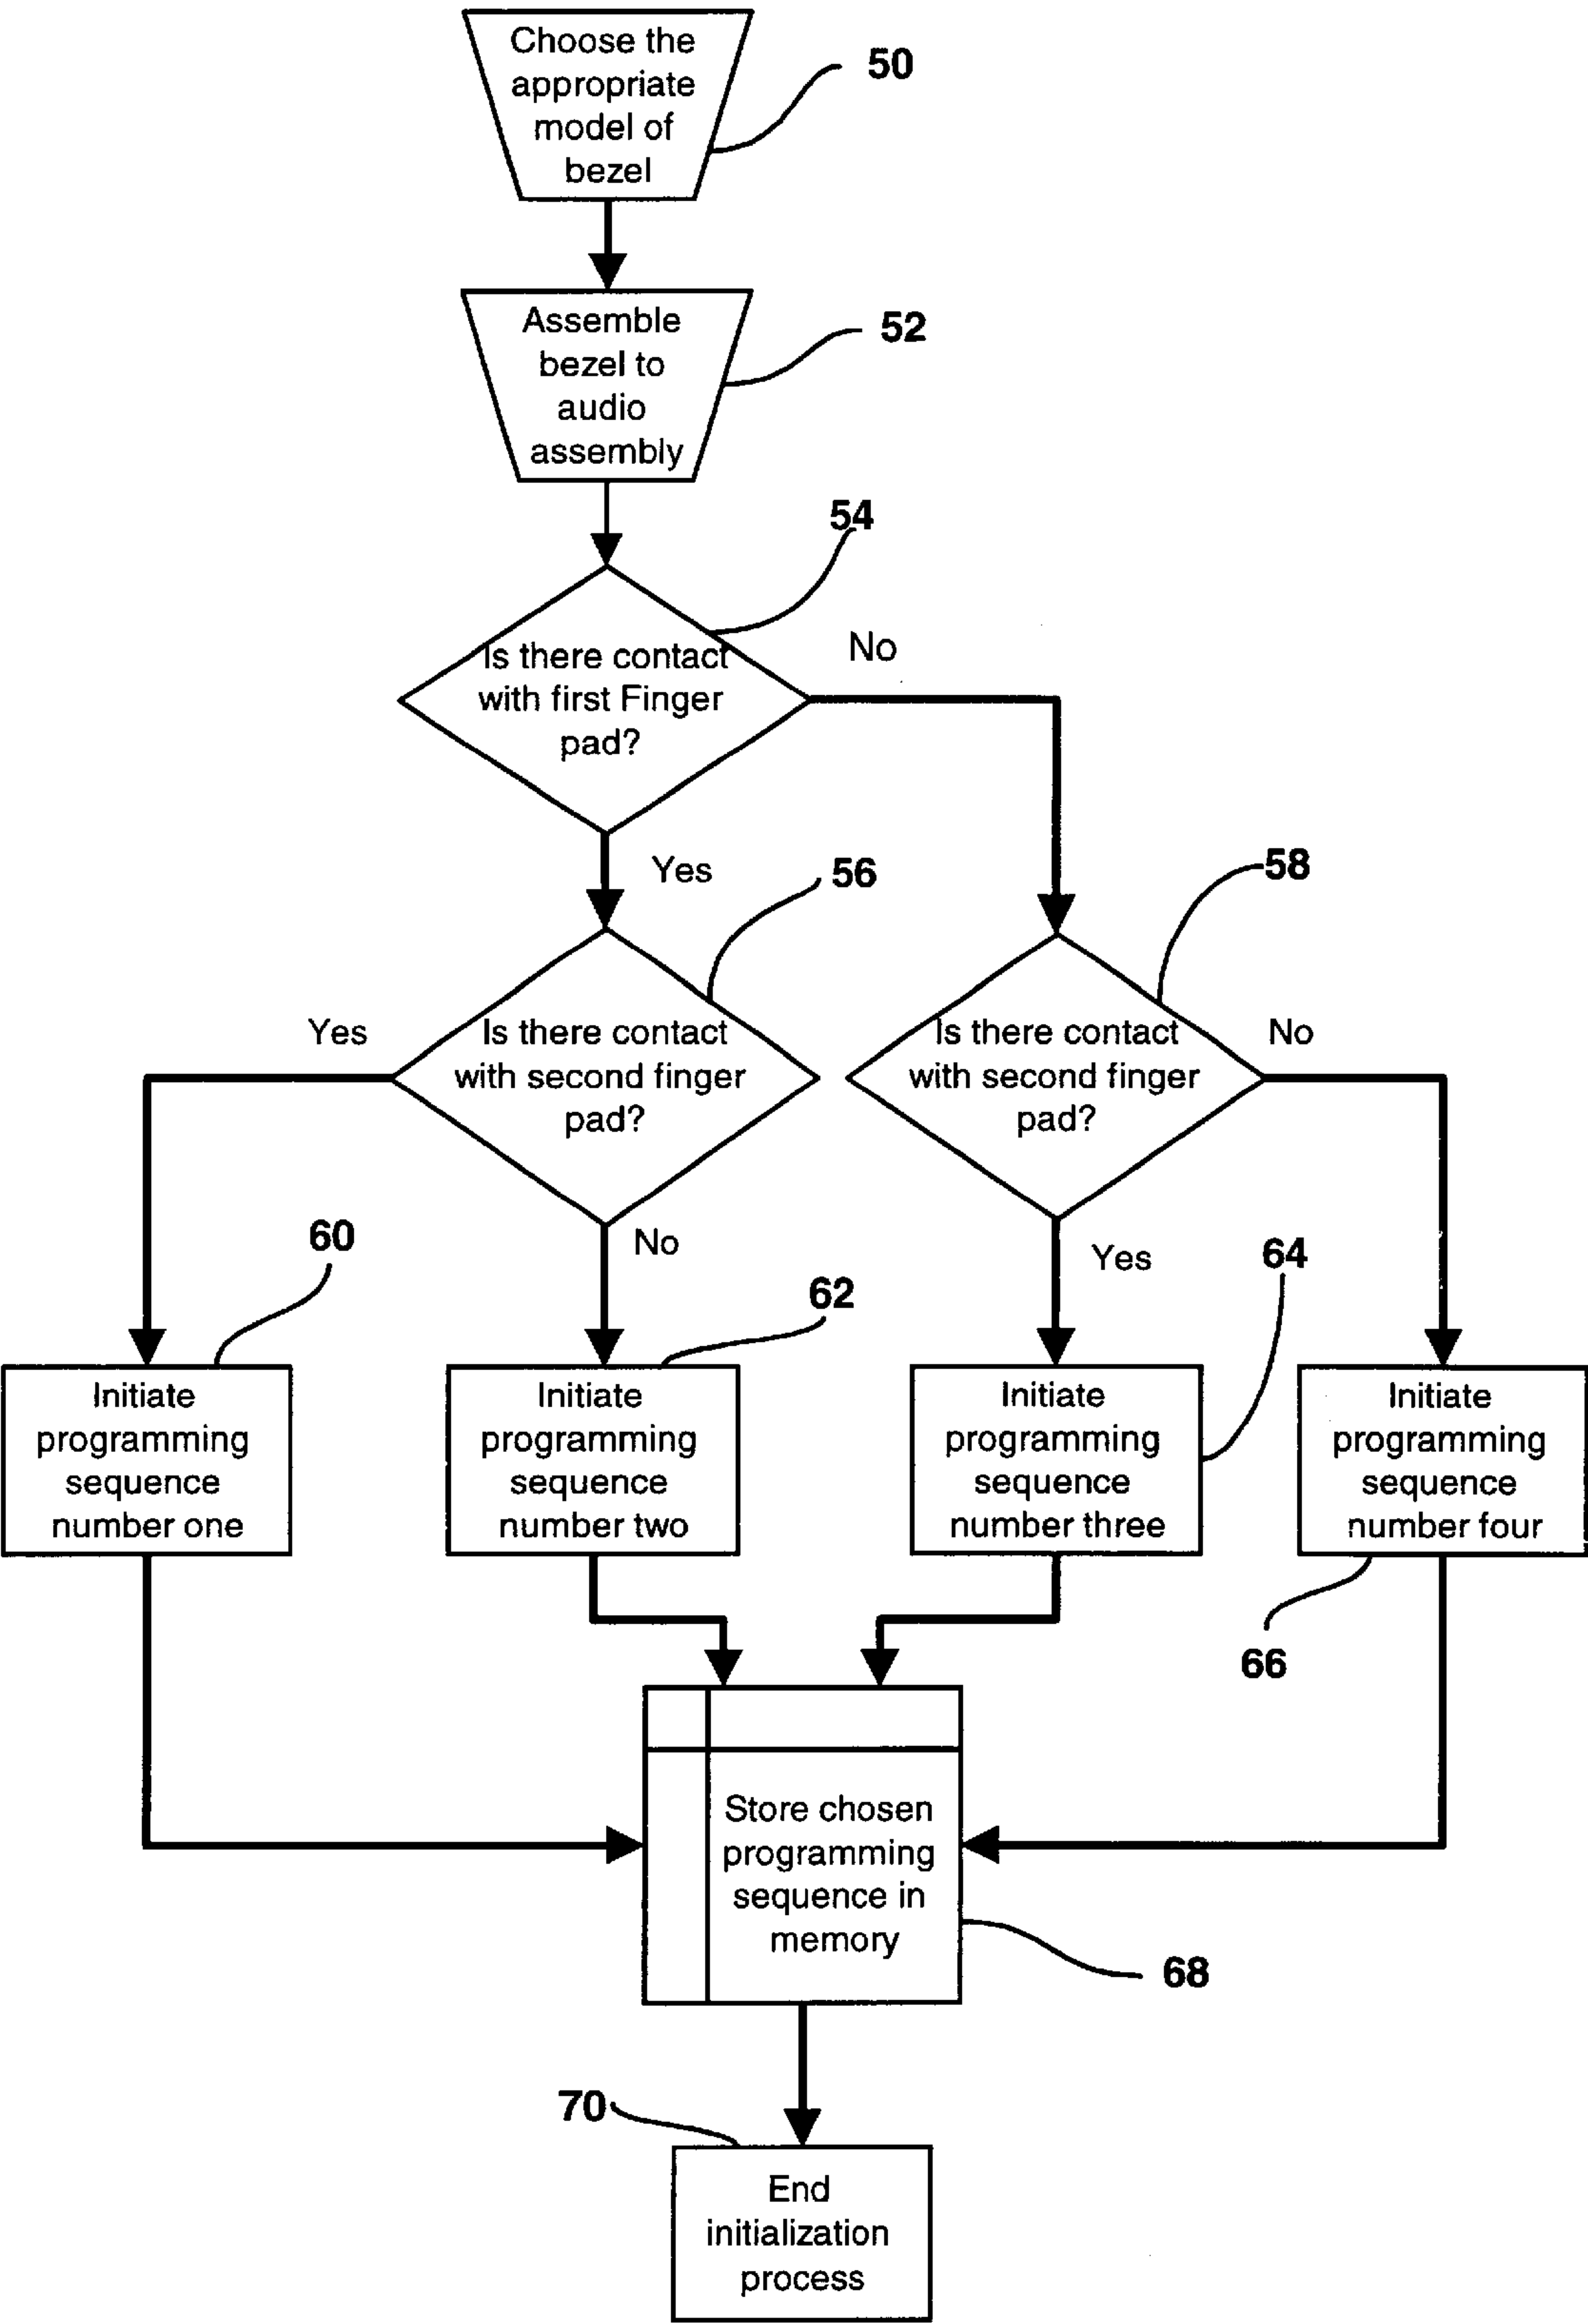 Choose the
appropriate
model of
bezel
50
Assemble
bezel to
audio
assembly
52
54
Is there contact
with first Finger
pad?
No
Yes
56
58
Is there contact
with second finger
pad?
Yes
Is there contact
with second finger
pad?
No
60
No
62
Yes
64
Initiate
programming
sequence
number one
Initiate
programming
sequence
number two
Initiate
programming
sequence
number three
Initiate
programming
sequence
number four
66
Store chosen
programming
sequence in
memory
68
70
End
initialization
process